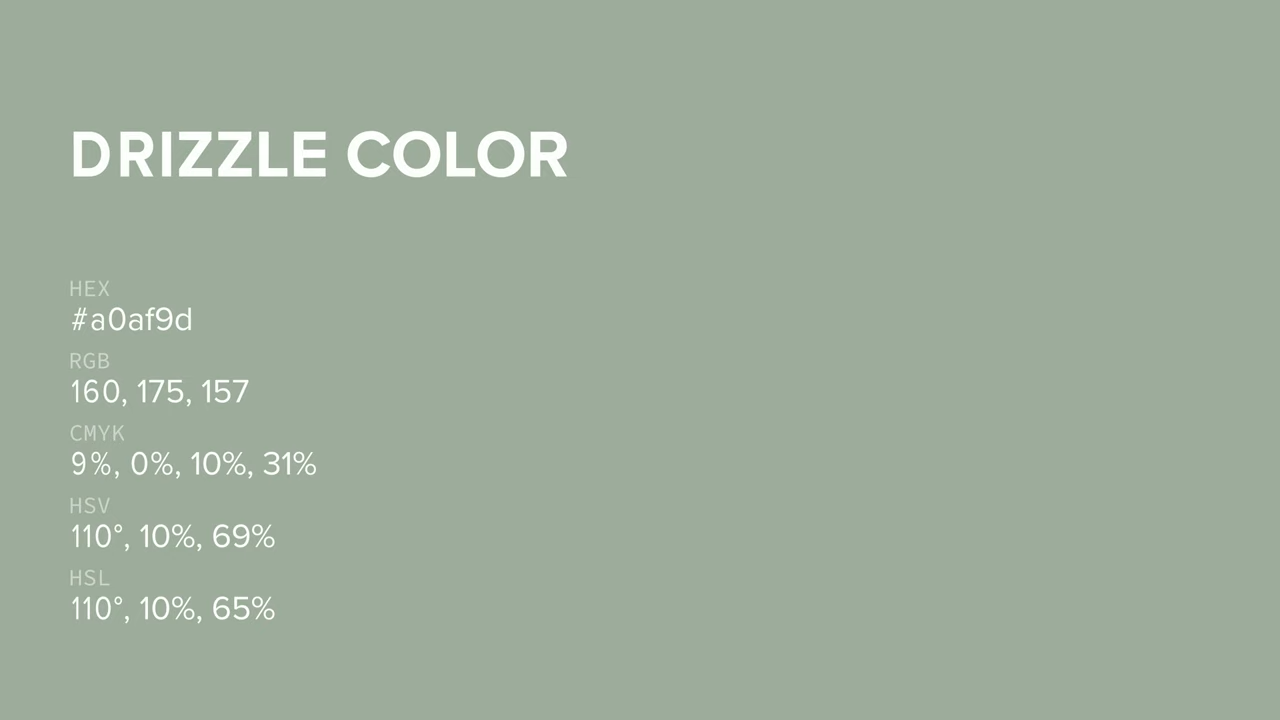 DRIZZLE COLOR
HEX
#a0af9d
RGB
160, 175, 157
CMYK
9%, 0%, 10%, 31%
HSV
110°, 10%, 69%
HSL
110°, 10%, 65%